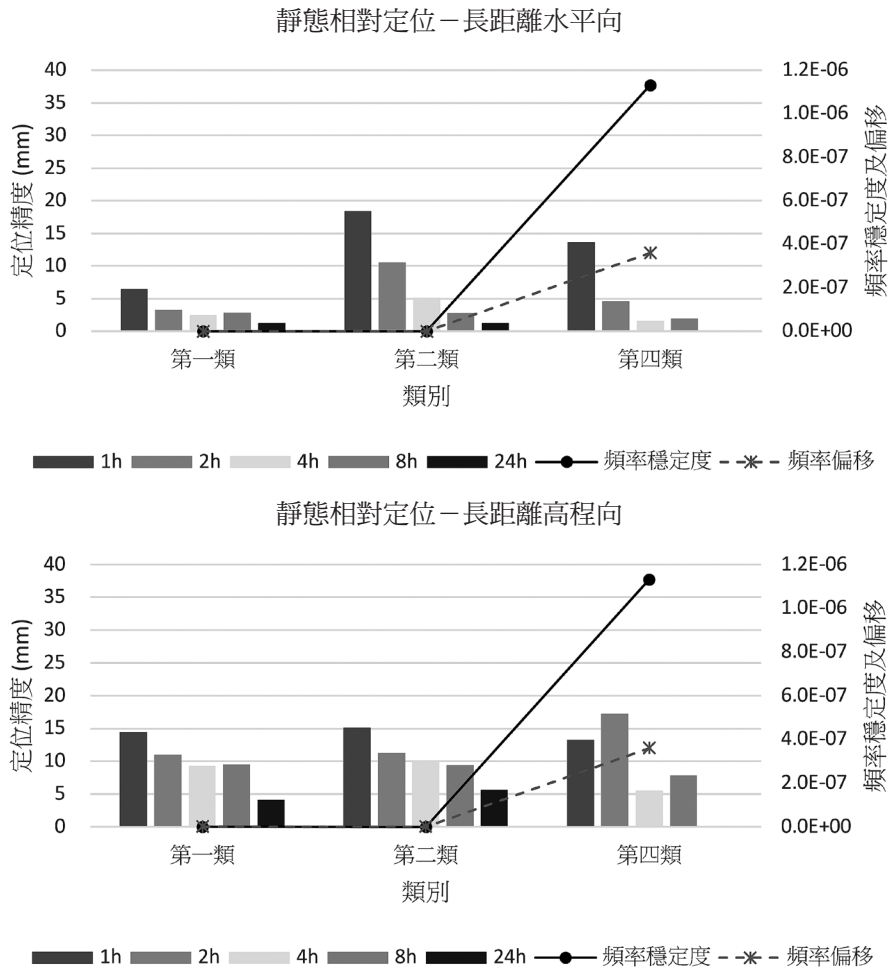 靜態相對定位－長距離水平向
定位精度 (mm)
40
35
30
25
20
15
10
5
0
1.2E-06
1.0E-06
8.0E-07
6.0E-07
4.0E-07
2.0E-07
0.0E+00
頻率穩定度及偏移
第一類 第二類 第四類
類別
1h 2h 4h 8h 24h 頻率穩定度 頻率偏移
靜態相對定位－長距離高程向
定位精度 (mm)
40
35
30
25
20
15
10
5
0
1.2E-06
1.0E-06
8.0E-07
6.0E-07
4.0E-07
2.0E-07
0.0E+00
頻率穩定度及偏移
第一類 第二類 第四類
類別
1h 2h 4h 8h 24h 頻率穩定度 頻率偏移